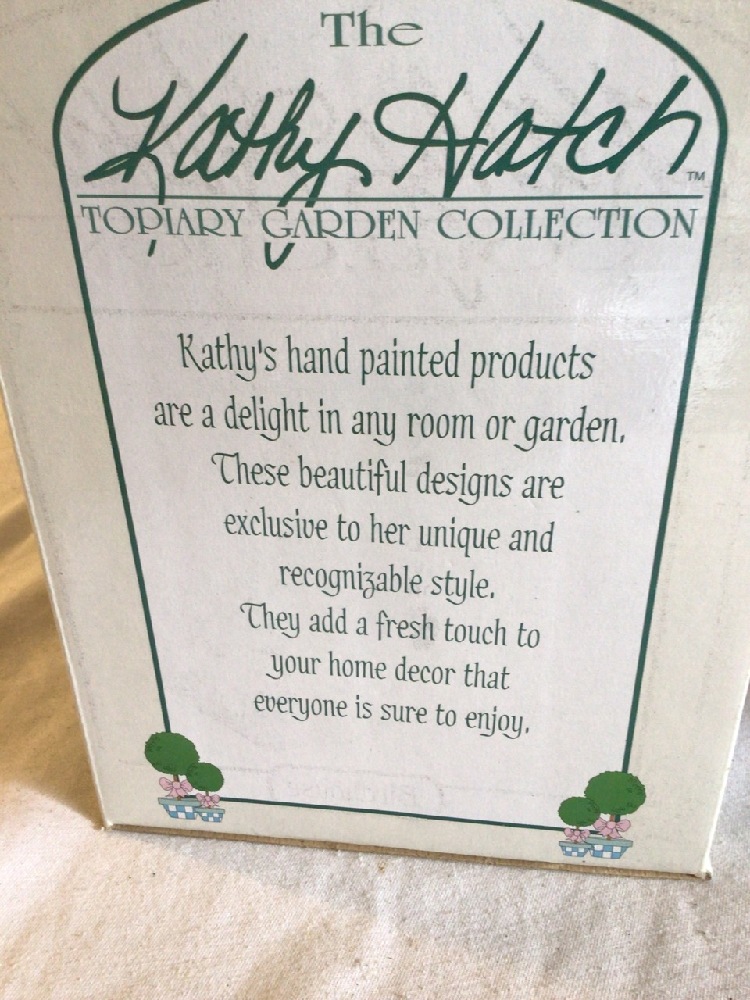 The
Kathy Hatch™
TOPIARY GARDEN COLLECTION
Kathy's hand painted products
are a delight in any room or garden.
These beautiful designs are
exclusive to her unique and
recognizable style.
They add a fresh touch to
your home decor that
everyone is sure to enjoy.